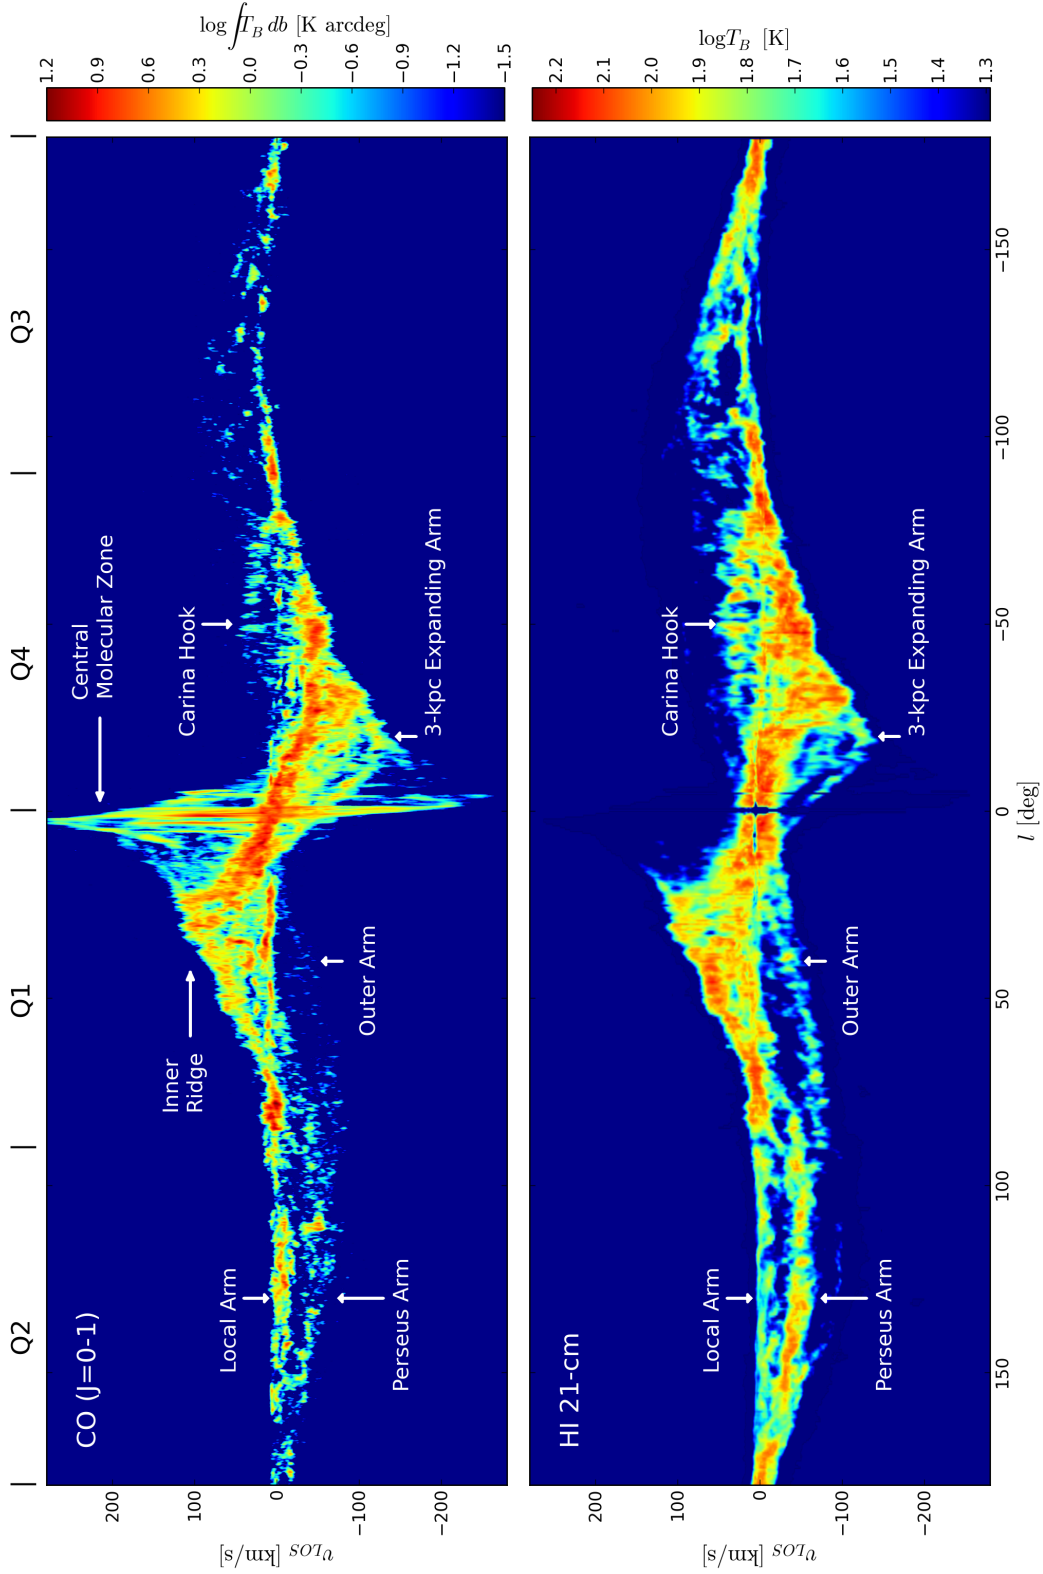 Q2
Q1
Q4
Q3
CO (J=0-1)
Local Arm
Perseus Arm
Inner
Ridge
Outer Arm
Central
Molecular Zone
Carina Hook
3-kpc Expanding Arm
200
100
0
−100
−200
v_LOS [km/s]
log ∫T_B db [K arcdeg]
1.2
0.9
0.6
0.3
0.0
−0.3
−0.6
−0.9
−1.2
−1.5
HI 21-cm
Local Arm
Perseus Arm
Outer Arm
Carina Hook
3-kpc Expanding Arm
200
100
0
−100
−200
v_LOS [km/s]
150
100
50
0
−50
−100
−150
l [deg]
logT_B [K]
2.2
2.1
2.0
1.9
1.8
1.7
1.6
1.5
1.4
1.3